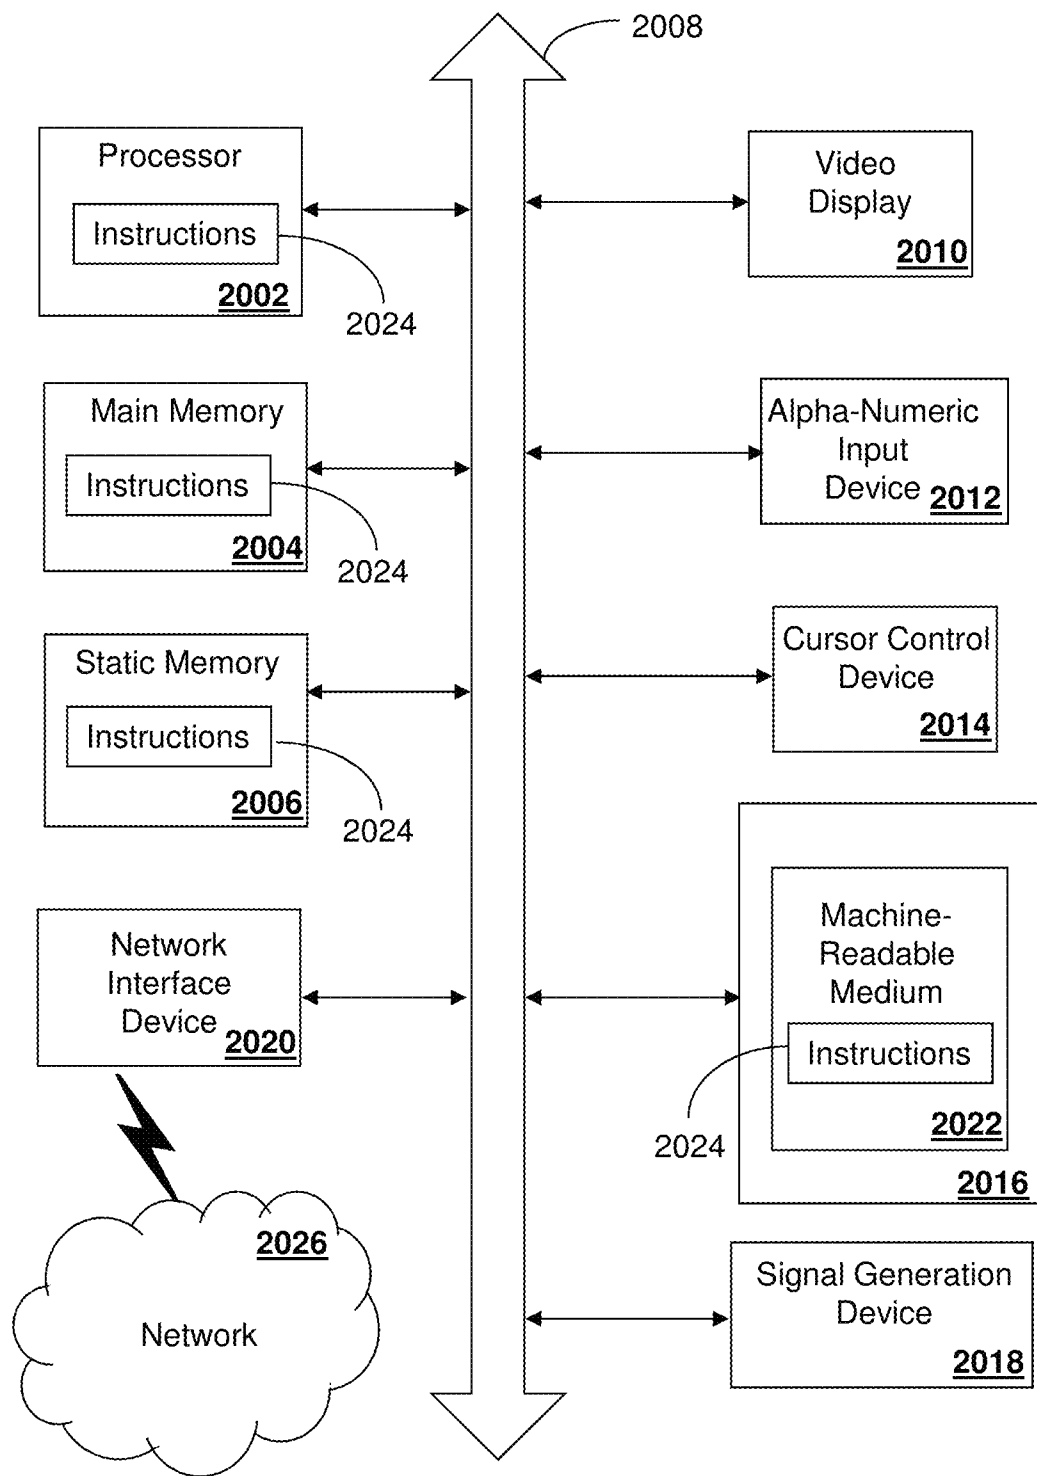 2008
Processor
Instructions
2002
2024
Main Memory
Instructions
2004
2024
Static Memory
Instructions
2006
2024
Network
Interface
Device
2020
2026
Network
Video
Display
2010
Alpha-Numeric
Input
Device
2012
Cursor Control
Device
2014
Machine-
Readable
Medium
Instructions
2024
2022
2016
Signal Generation
Device
2018